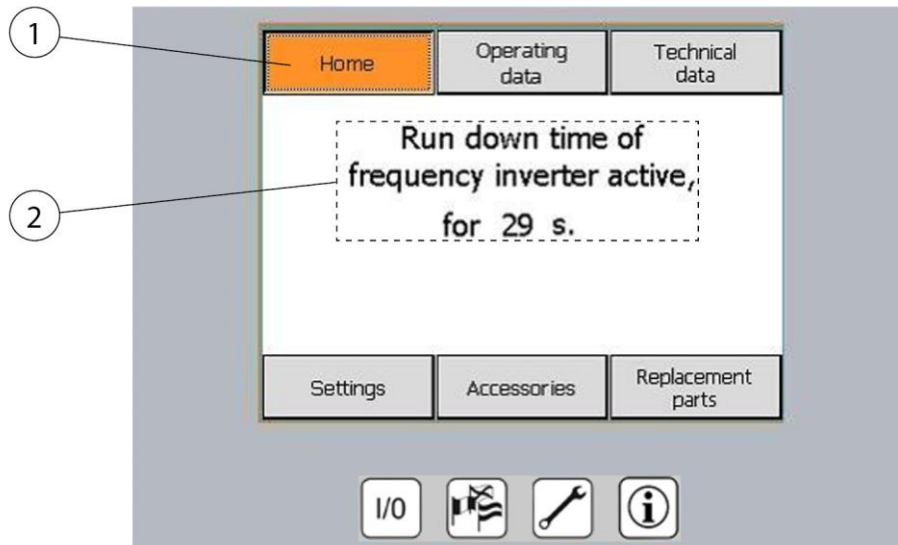 1
Home
Operating
data
Technical
data
Run down time of
frequency inverter active,
for 29 s.
2
Settings
Accessories
Replacement
parts
I/0
i